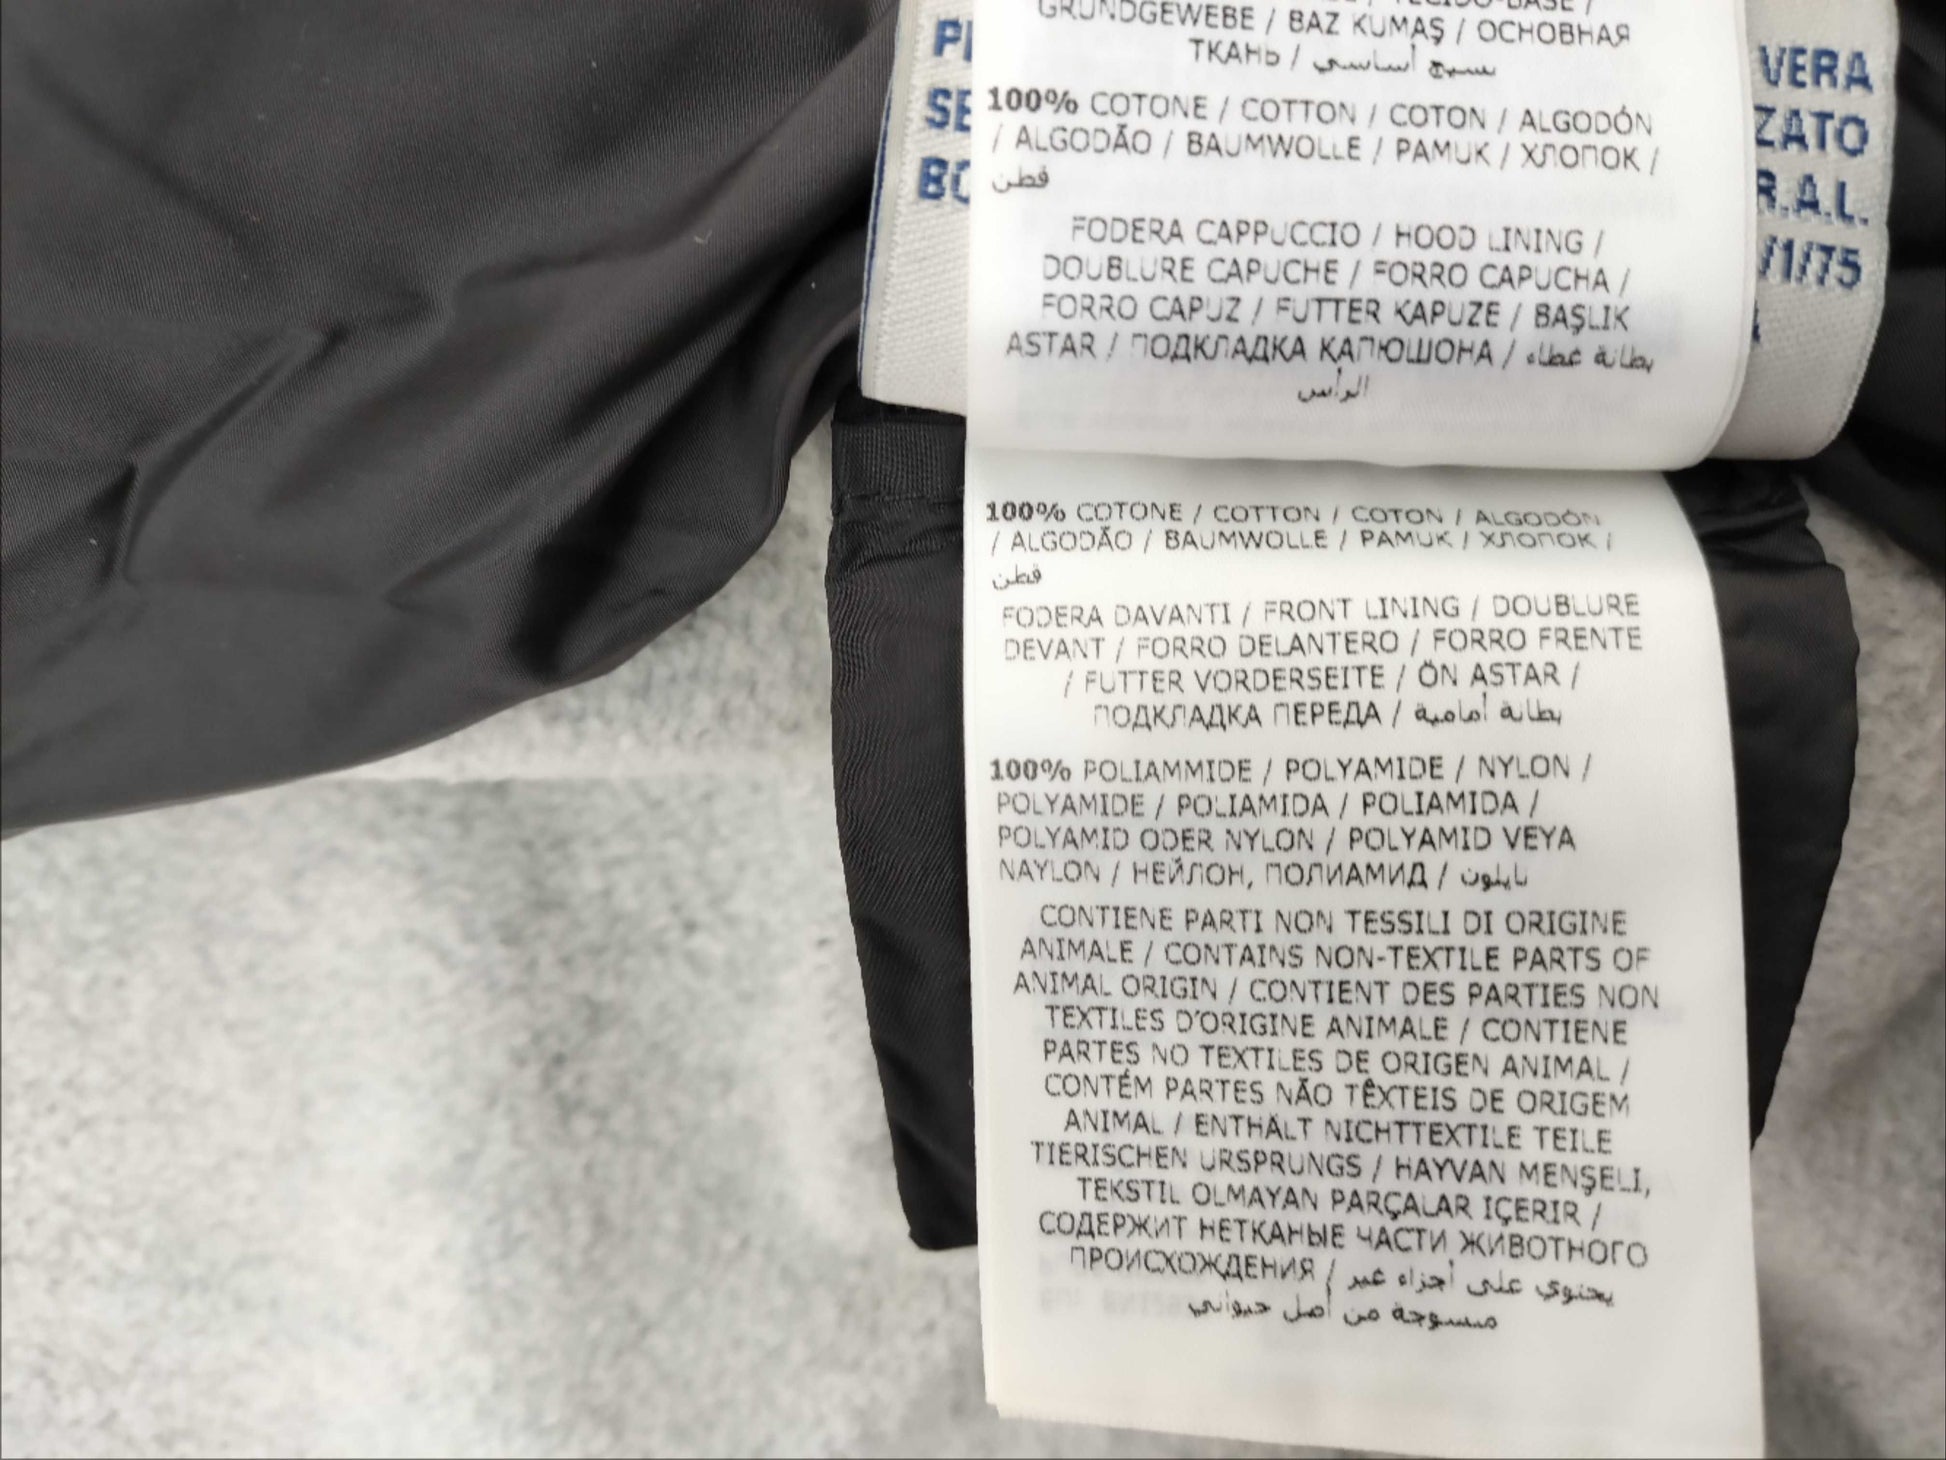 GRUNDGEWEBE / BAZ KUMAŞ / ОСНОВНАЯ
ТКАНЬ / نسيج أساسي
100% COTONE / COTTON / COTON / ALGODÓN
/ ALGODÃO / BAUMWOLLE / PAMUK / ХЛОПОК /
قطن
FODERA CAPPUCCIO / HOOD LINING /
DOUBLURE CAPUCHE / FORRO CAPUCHA /
FORRO CAPUZ / FUTTER KAPUZE / BAŞLIK
ASTAR / ПОДКЛАДКА КАПЮШОНА / بطانة غطاء
الرأس
VERA
ZATO
R.A.L.
/1/75
100% COTONE / COTTON / COTON / ALGODÓN
/ ALGODÃO / BAUMWOLLE / PAMUK / ХЛОПОК /
قطن
FODERA DAVANTI / FRONT LINING / DOUBLURE
DEVANT / FORRO DELANTERO / FORRO FRENTE
/ FUTTER VORDERSEITE / ÖN ASTAR /
ПОДКЛАДКА ПЕРЕДА / بطانة أمامية
100% POLIAMMIDE / POLYAMIDE / NYLON /
POLYAMIDE / POLIAMIDA / POLIAMIDA /
POLYAMID ODER NYLON / POLYAMID VEYA
NAYLON / НЕЙЛОН, ПОЛИАМИД / نايلون
CONTIENE PARTI NON TESSILI DI ORIGINE
ANIMALE / CONTAINS NON-TEXTILE PARTS OF
ANIMAL ORIGIN / CONTIENT DES PARTIES NON
TEXTILES D'ORIGINE ANIMALE / CONTIENE
PARTES NO TEXTILES DE ORIGEN ANIMAL /
CONTÉM PARTES NÃO TÊXTEIS DE ORIGEM
ANIMAL / ENTHÄLT NICHTTEXTILE TEILE
TIERISCHEN URSPRUNGS / HAYVAN MENŞELI,
TEKSTIL OLMAYAN PARÇALAR IÇERIR /
СОДЕРЖИТ НЕТКАНЫЕ ЧАСТИ ЖИВОТНОГО
ПРОИСХОЖДЕНИЯ / يحتوي على أجزاء غير
منسوجة من أصل حيواني